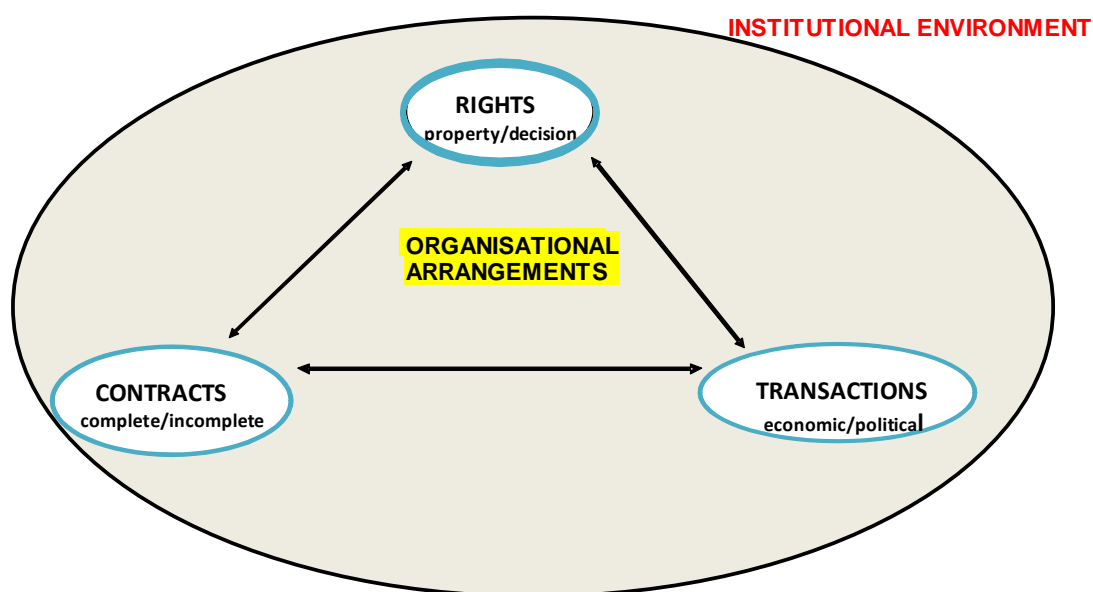 INSTITUTIONAL ENVIRONMENT
RIGHTS
property/decision
ORGANISATIONAL
ARRANGEMENTS
CONTRACTS
complete/incomplete
TRANSACTIONS
economic/political